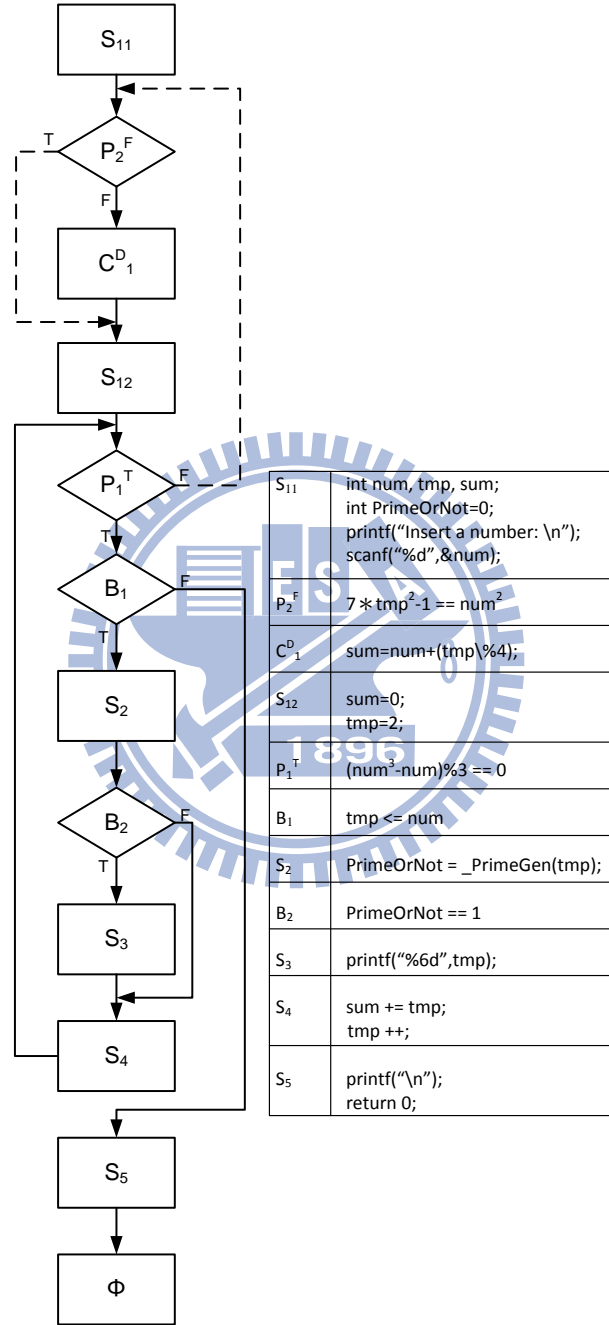 S₁₁
T
P₂ᶠ
F
Cᴰ₁
S₁₂
P₁ᵀ
F
T
B₁
F
T
S₂
B₂
F
T
S₃
S₄
S₅
Φ
ESA
1896
S₁₁ int num, tmp, sum;
int PrimeOrNot=0;
printf(“Insert a number: \n”);
scanf(“%d”,&num);
P₂ᶠ 7＊tmp²-1 == num²
Cᴰ₁ sum=num+(tmp\%4);
S₁₂ sum=0;
tmp=2;
P₁ᵀ (num³-num)%3 == 0
B₁ tmp <= num
S₂ PrimeOrNot = _PrimeGen(tmp);
B₂ PrimeOrNot == 1
S₃ printf(“%6d”,tmp);
S₄ sum += tmp;
tmp ++;
S₅ printf(“\n”);
return 0;